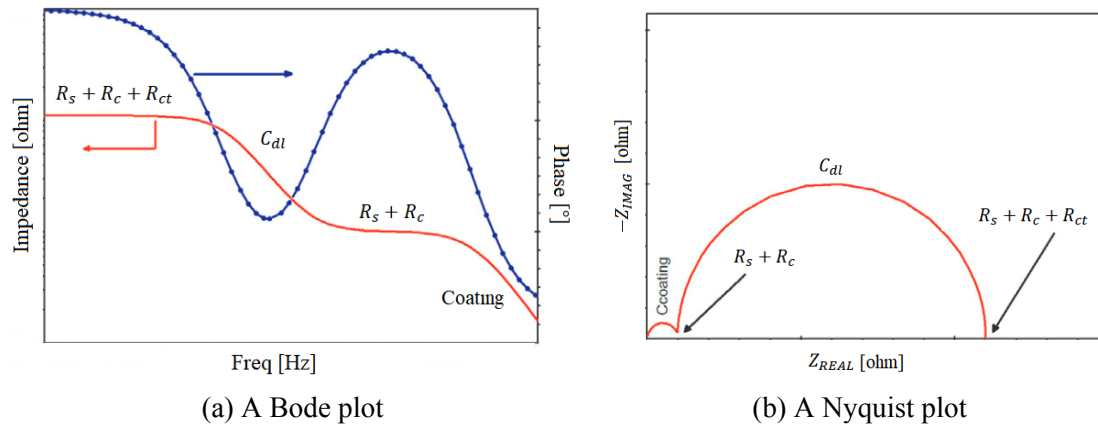 R_s + R_c + R_ct
C_dl
R_s + R_c
Coating
Impedance [ohm]
Phase [°]
Freq [Hz]
(a) A Bode plot
C_dl
R_s + R_c + R_ct
R_s + R_c
Ccoating
-Z_IMAG [ohm]
Z_REAL [ohm]
(b) A Nyquist plot